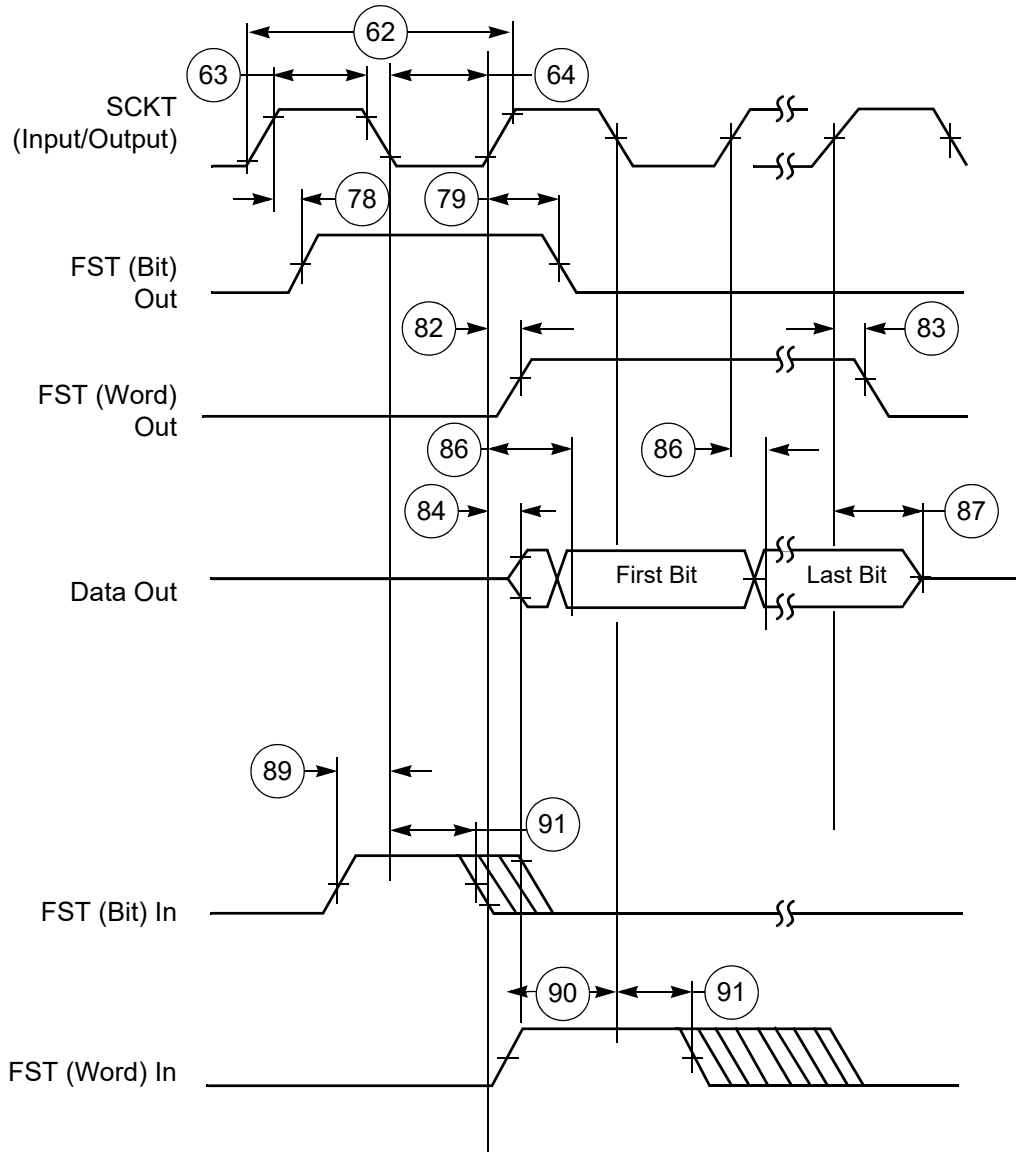 62
63
64
SCKT
(Input/Output)
78
79
FST (Bit)
Out
82
83
FST (Word)
Out
86
86
84
87
Data Out
First Bit
Last Bit
89
91
FST (Bit) In
90
91
FST (Word) In